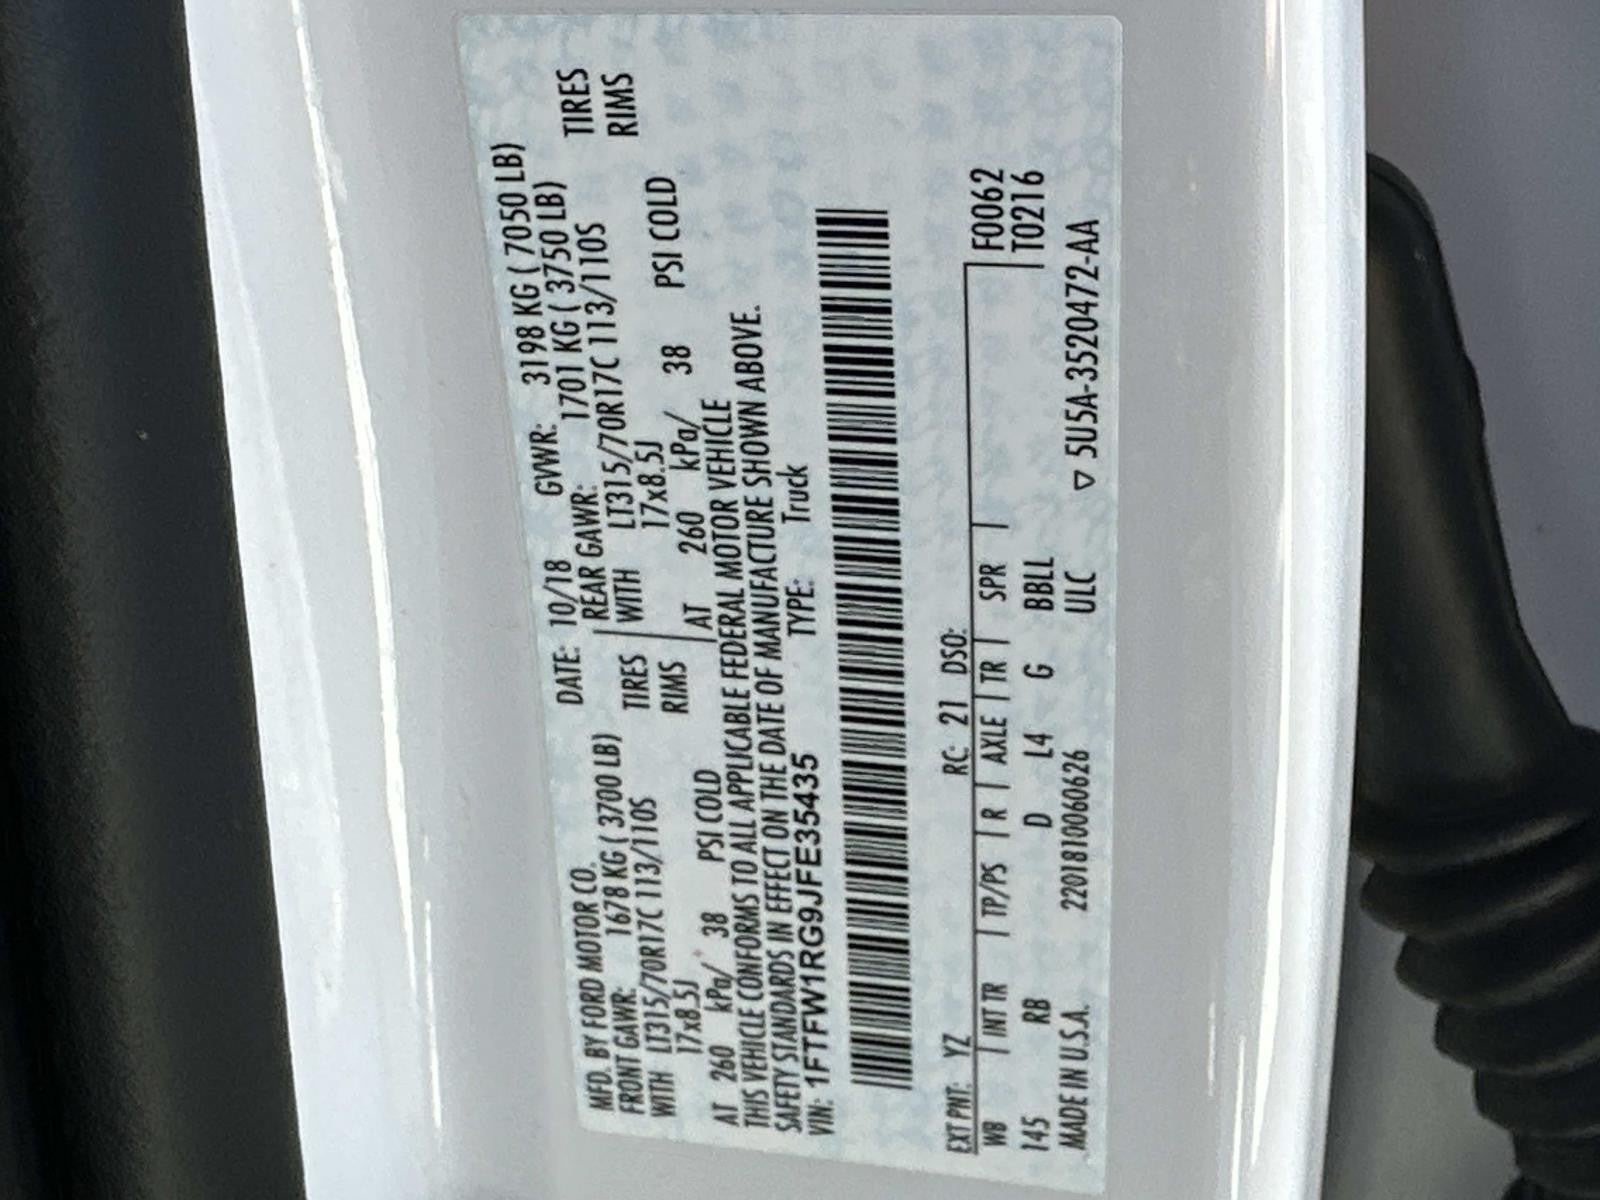 MFD. BY FORD MOTOR CO.
DATE: 10/18 GVWR: 3198 KG ( 7050 LB)
FRONT GAWR: 1678 KG ( 3700 LB) REAR GAWR: 1701 KG ( 3750 LB)
WITH LT315/70R17C 113/110S TIRES WITH LT315/70R17C 113/110S TIRES
17x8.5J RIMS 17x8.5J RIMS
AT 260 kPa/ 38 PSI COLD AT 260 kPa/ 38 PSI COLD
THIS VEHICLE CONFORMS TO ALL APPLICABLE FEDERAL MOTOR VEHICLE
SAFETY STANDARDS IN EFFECT ON THE DATE OF MANUFACTURE SHOWN ABOVE.
VIN: 1FTFW1RG9JFE35435 TYPE: Truck
EXT PNT: YZ RC: 21 DSO:
WB | INT TR | TP/PS | R | AXLE | TR | SPR | F0062
145 RB D L4 G BBLL T0216
MADE IN U.S.A. 220181006​0626 ULC ▽ 5U5A-3520472-AA